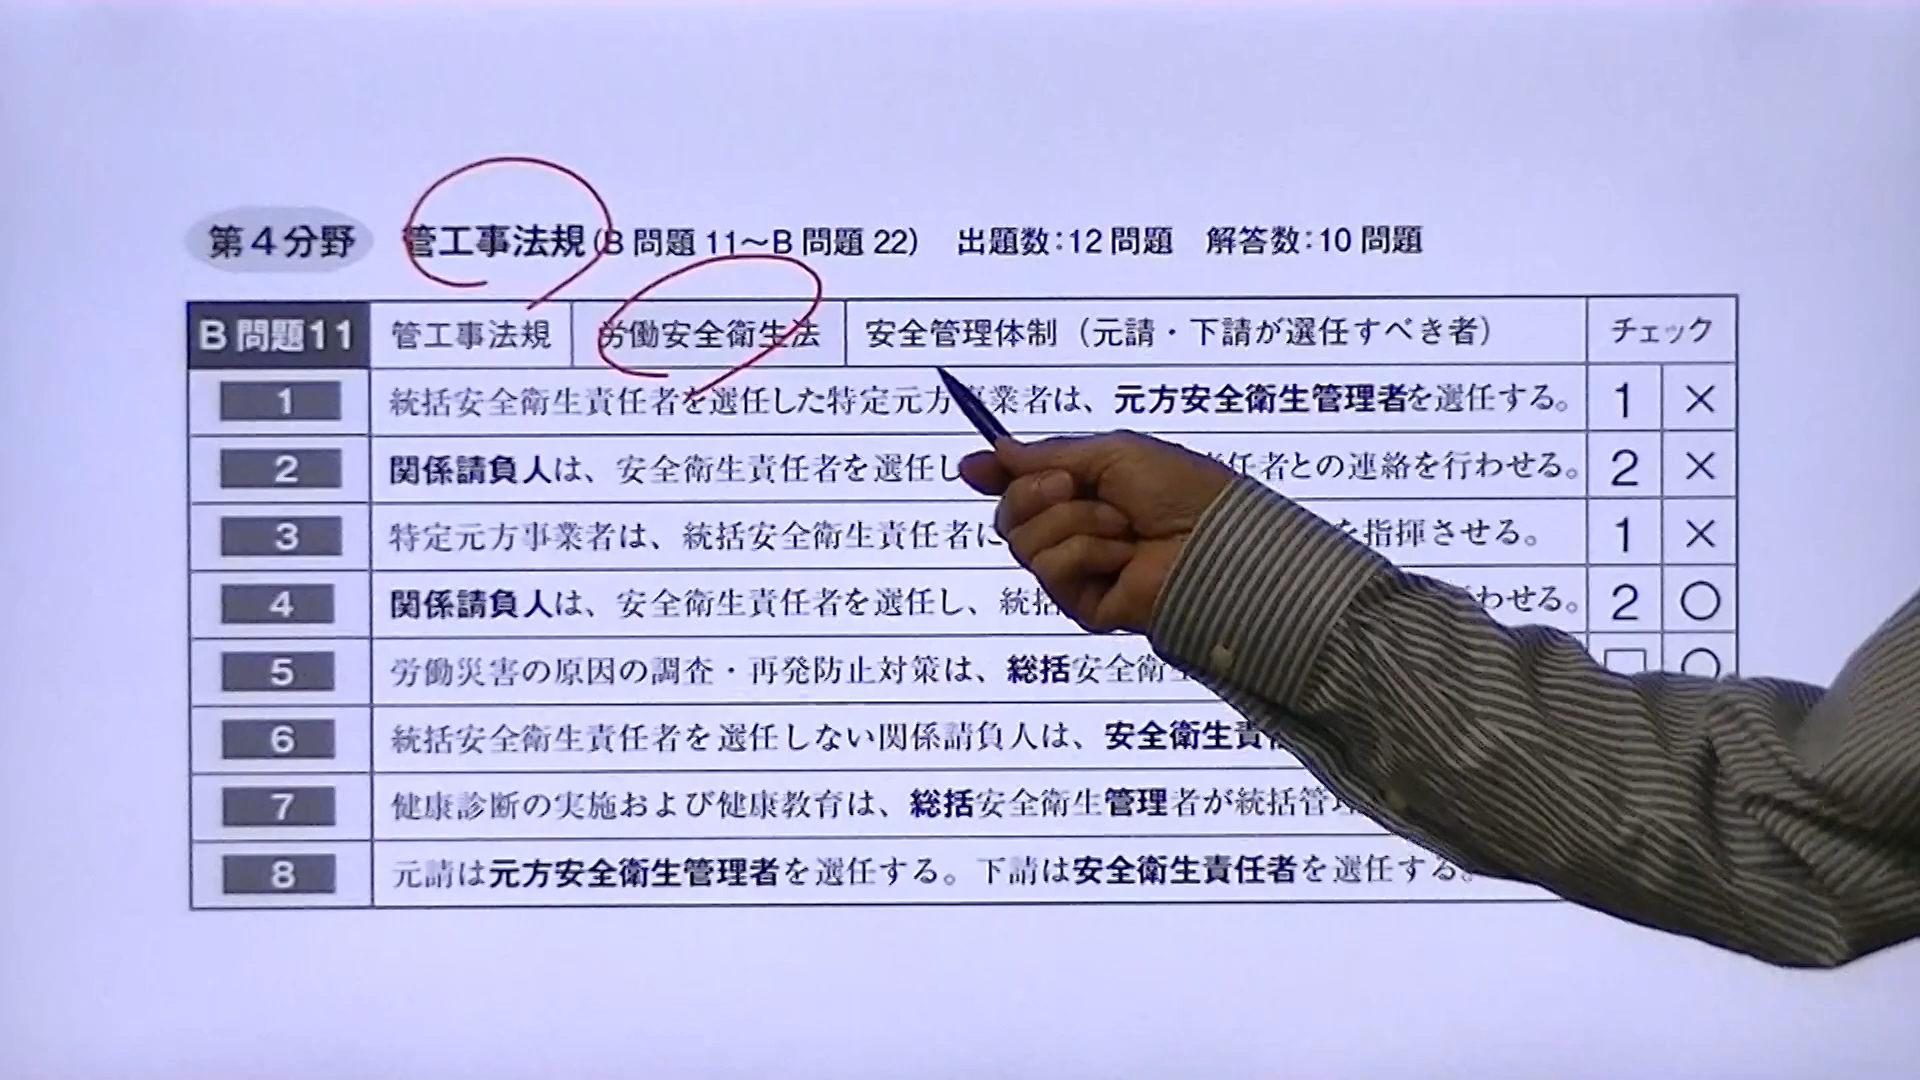 第4分野 管工事法規(B 問題 11〜B 問題 22) 出題数:12 問題 解答数:10 問題
B 問題11 管工事法規 労働安全衛生法 安全管理体制(元請・下請が選任すべき者) チェック
1 統括安全衛生責任者を選任した特定元方事業者は、元方安全衛生管理者を選任する。 1 ×
2 関係請負人は、安全衛生責任者を選任し 責任者との連絡を行わせる。 2 ×
3 特定元方事業者は、統括安全衛生責任者に を指揮させる。 1 ×
4 関係請負人は、安全衛生責任者を選任し、統括 わせる。 2 ○
5 労働災害の原因の調査・再発防止対策は、総括安全衛生 □ ○
6 統括安全衛生責任者を選任しない関係請負人は、安全衛生責任
7 健康診断の実施および健康教育は、総括安全衛生管理者が統括管理
8 元請は元方安全衛生管理者を選任する。下請は安全衛生責任者を選任する。